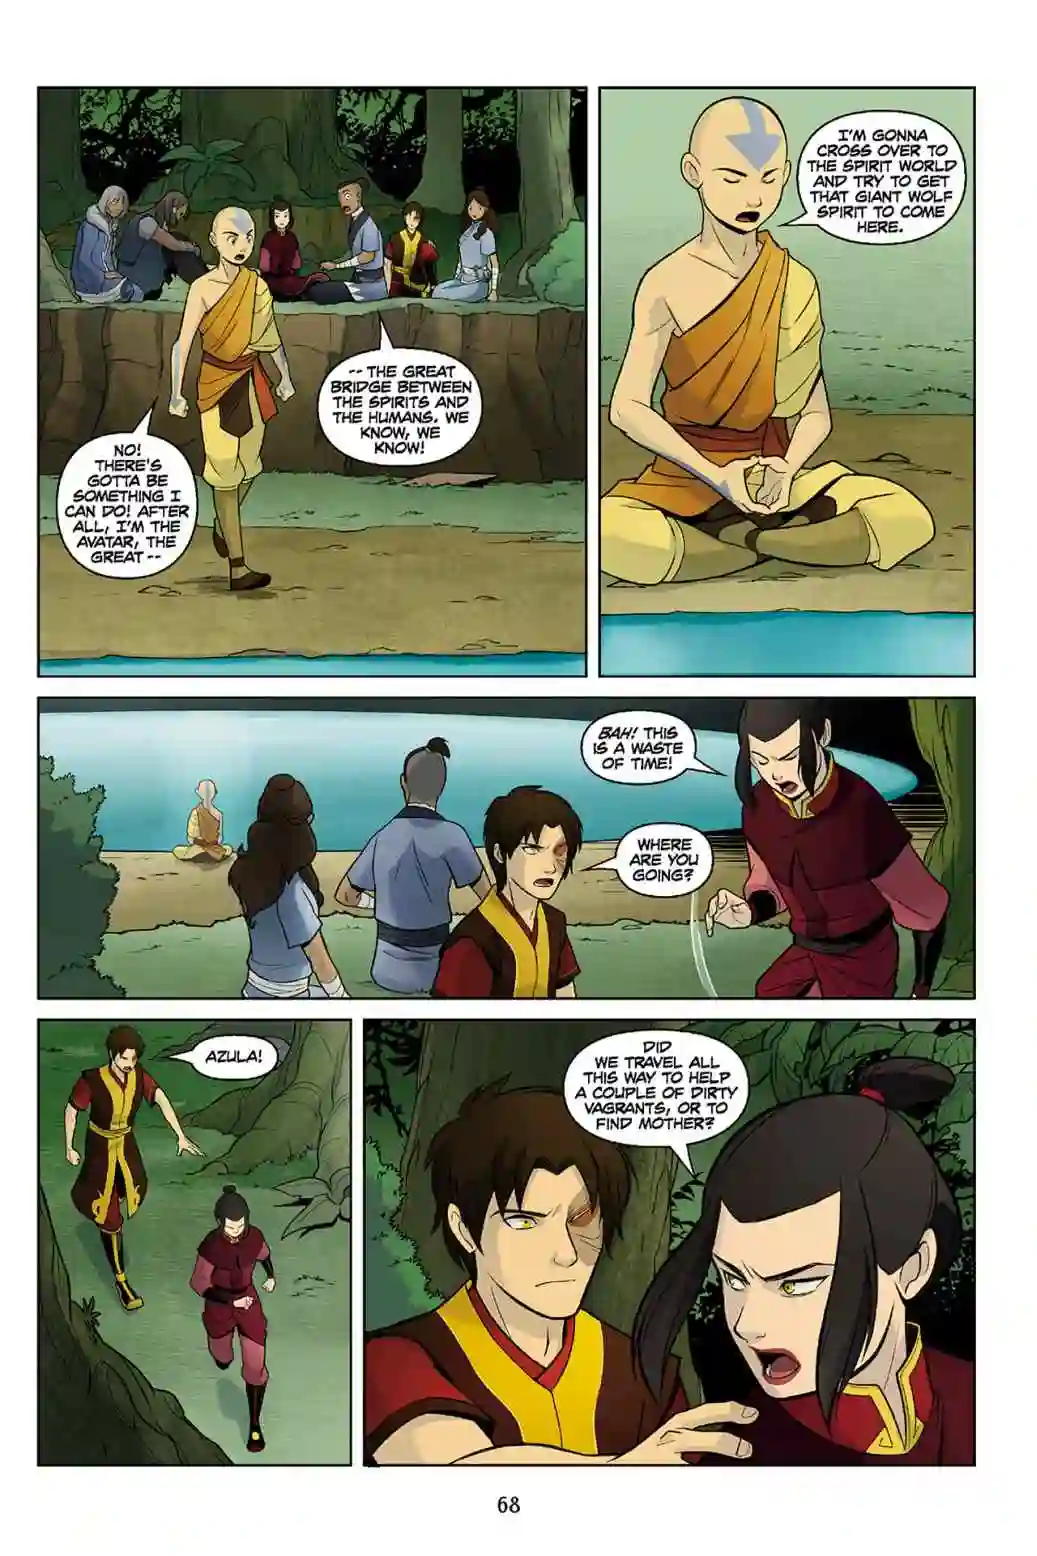 NO!
THERE'S
GOTTA BE
SOMETHING I
CAN DO! AFTER
ALL, I'M THE
AVATAR, THE
GREAT --
-- THE GREAT
BRIDGE BETWEEN
THE SPIRITS AND
THE HUMANS. WE
KNOW, WE
KNOW!
I'M GONNA
CROSS OVER TO
THE SPIRIT WORLD
AND TRY TO GET
THAT GIANT WOLF
SPIRIT TO COME
HERE.
BAH! THIS
IS A WASTE
OF TIME!
WHERE
ARE YOU
GOING?
AZULA!
DID
WE TRAVEL ALL
THIS WAY TO HELP
A COUPLE OF DIRTY
VAGRANTS, OR TO
FIND MOTHER?
68